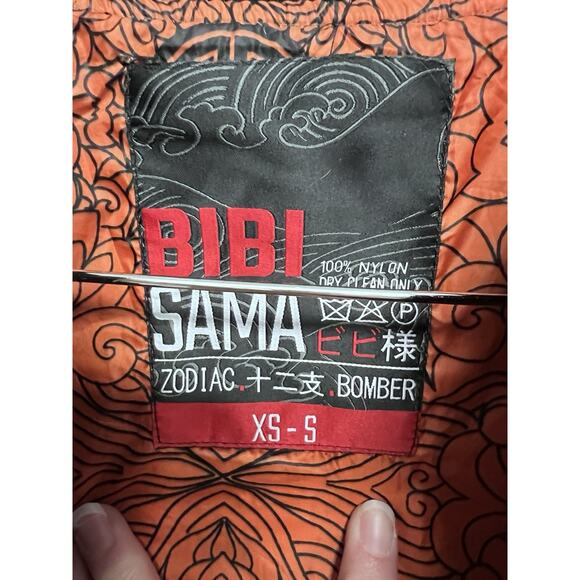 BIBI
100% NYLON
DRY CLEAN ONLY
SAMA
ビビ様
ZODIAC.十二支.BOMBER
XS - S